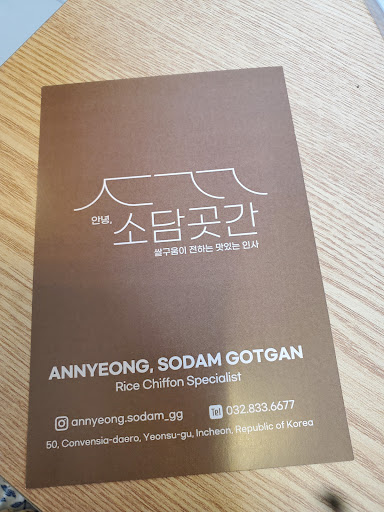 안녕,
소담곳간
쌀구움이 전하는 맛있는 인사
ANNYEONG, SODAM GOTGAN
Rice Chiffon Specialist
annyeong.sodam_gg
Tel 032.833.6677
50, Convensia-daero, Yeonsu-gu, Incheon, Republic of Korea